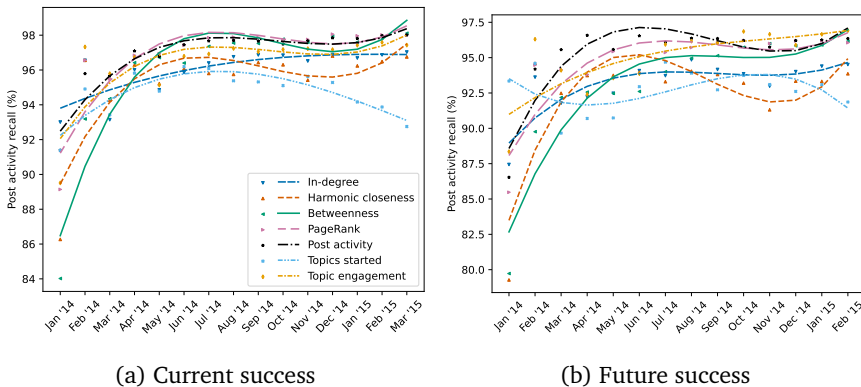 98
96
94
92
90
88
86
84
Post activity recall (%)
In-degree
Harmonic closeness
Betweenness
PageRank
Post activity
Topics started
Topic engagement
Jan '14
Feb '14
Mar '14
Apr '14
May '14
Jun '14
Jul '14
Aug '14
Sep '14
Oct '14
Nov '14
Dec '14
Jan '15
Feb '15
Mar '15
(a) Current success
97.5
95.0
92.5
90.0
87.5
85.0
82.5
80.0
Post activity recall (%)
Jan '14
Feb '14
Mar '14
Apr '14
May '14
Jun '14
Jul '14
Aug '14
Sep '14
Oct '14
Nov '14
Dec '14
Jan '15
Feb '15
(b) Future success